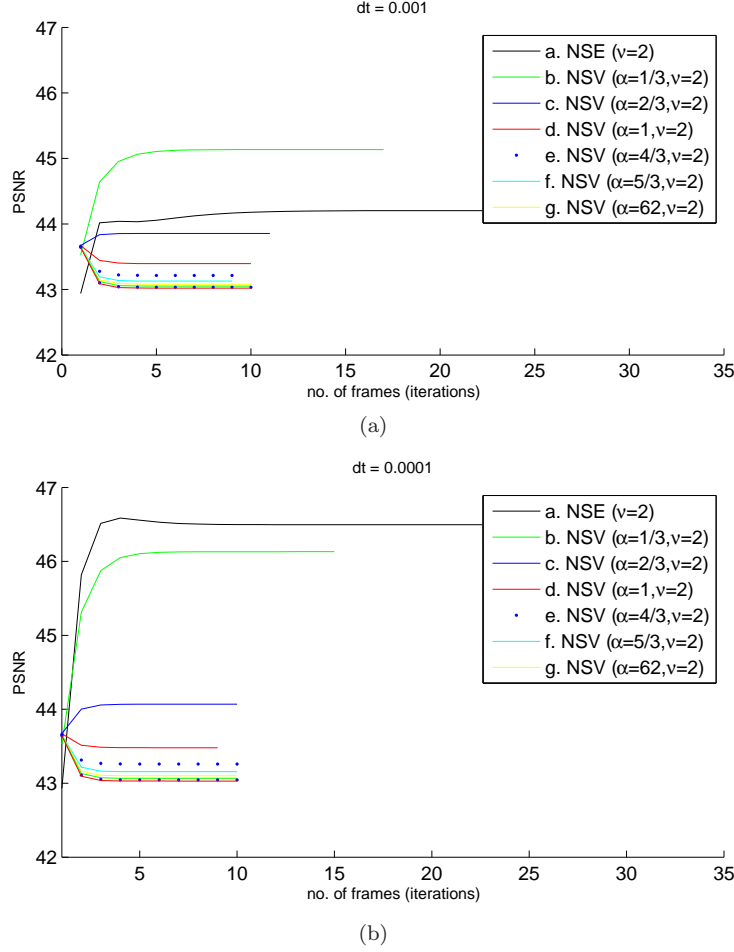 dt = 0.001
47
46
45
44
43
42
PSNR
a. NSE (ν=2)
b. NSV (α=1/3,ν=2)
c. NSV (α=2/3,ν=2)
d. NSV (α=1,ν=2)
e. NSV (α=4/3,ν=2)
f. NSV (α=5/3,ν=2)
g. NSV (α=62,ν=2)
0 5 10 15 20 25 30 35
no. of frames (iterations)
(a)
dt = 0.0001
47
46
45
44
43
42
PSNR
a. NSE (ν=2)
b. NSV (α=1/3,ν=2)
c. NSV (α=2/3,ν=2)
d. NSV (α=1,ν=2)
e. NSV (α=4/3,ν=2)
f. NSV (α=5/3,ν=2)
g. NSV (α=62,ν=2)
5 10 15 20 25 30 35
no. of frames (iterations)
(b)